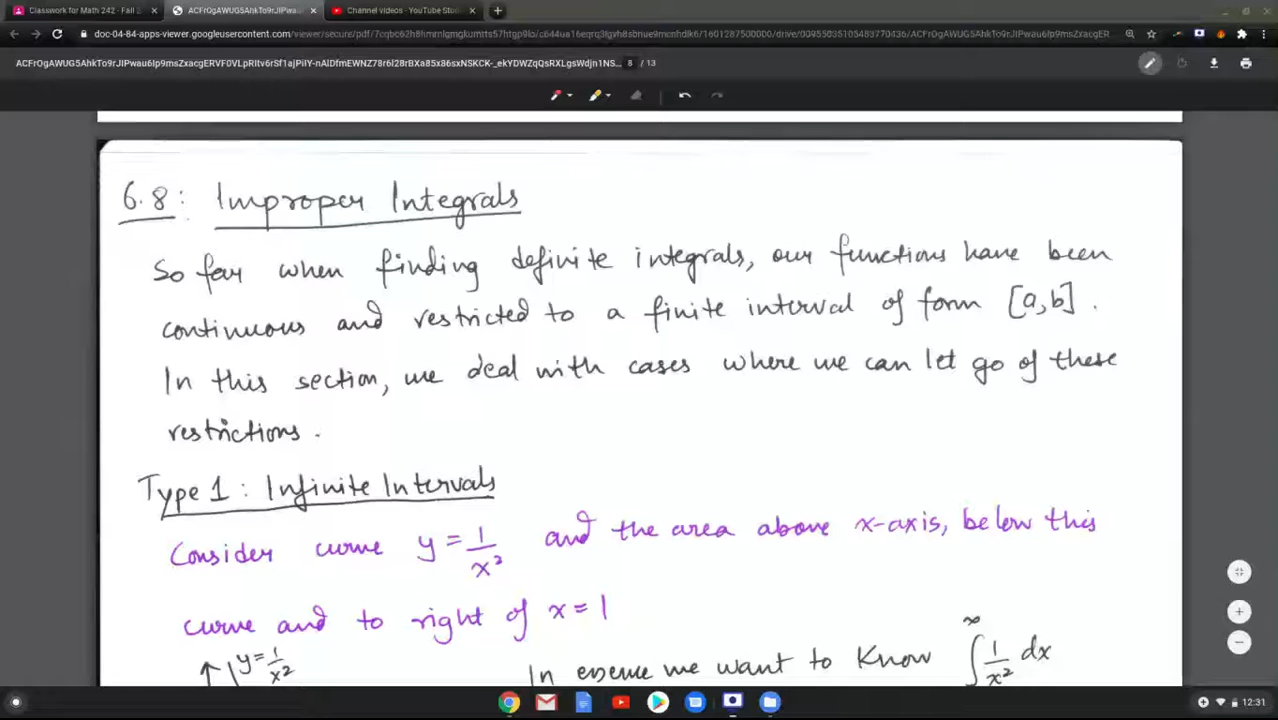 Classwork for Math 242 - Fall 2
ACFrOgAWUG5AhkTo9rJIPwau6I
Channel videos - YouTube Stud
8 / 13
6.8: Improper Integrals
So far when finding definite integrals, our functions have been
continuous and restricted to a finite interval of form [a,b].
In this section, we deal with cases where we can let go of these
restrictions.
Type 1: Infinite Intervals
Consider curve y = 1/x² and the area above x-axis, below this
curve and to right of x = 1
y = 1/x²
In essence we want to know ∫ ∞ 1/x² dx
12:31